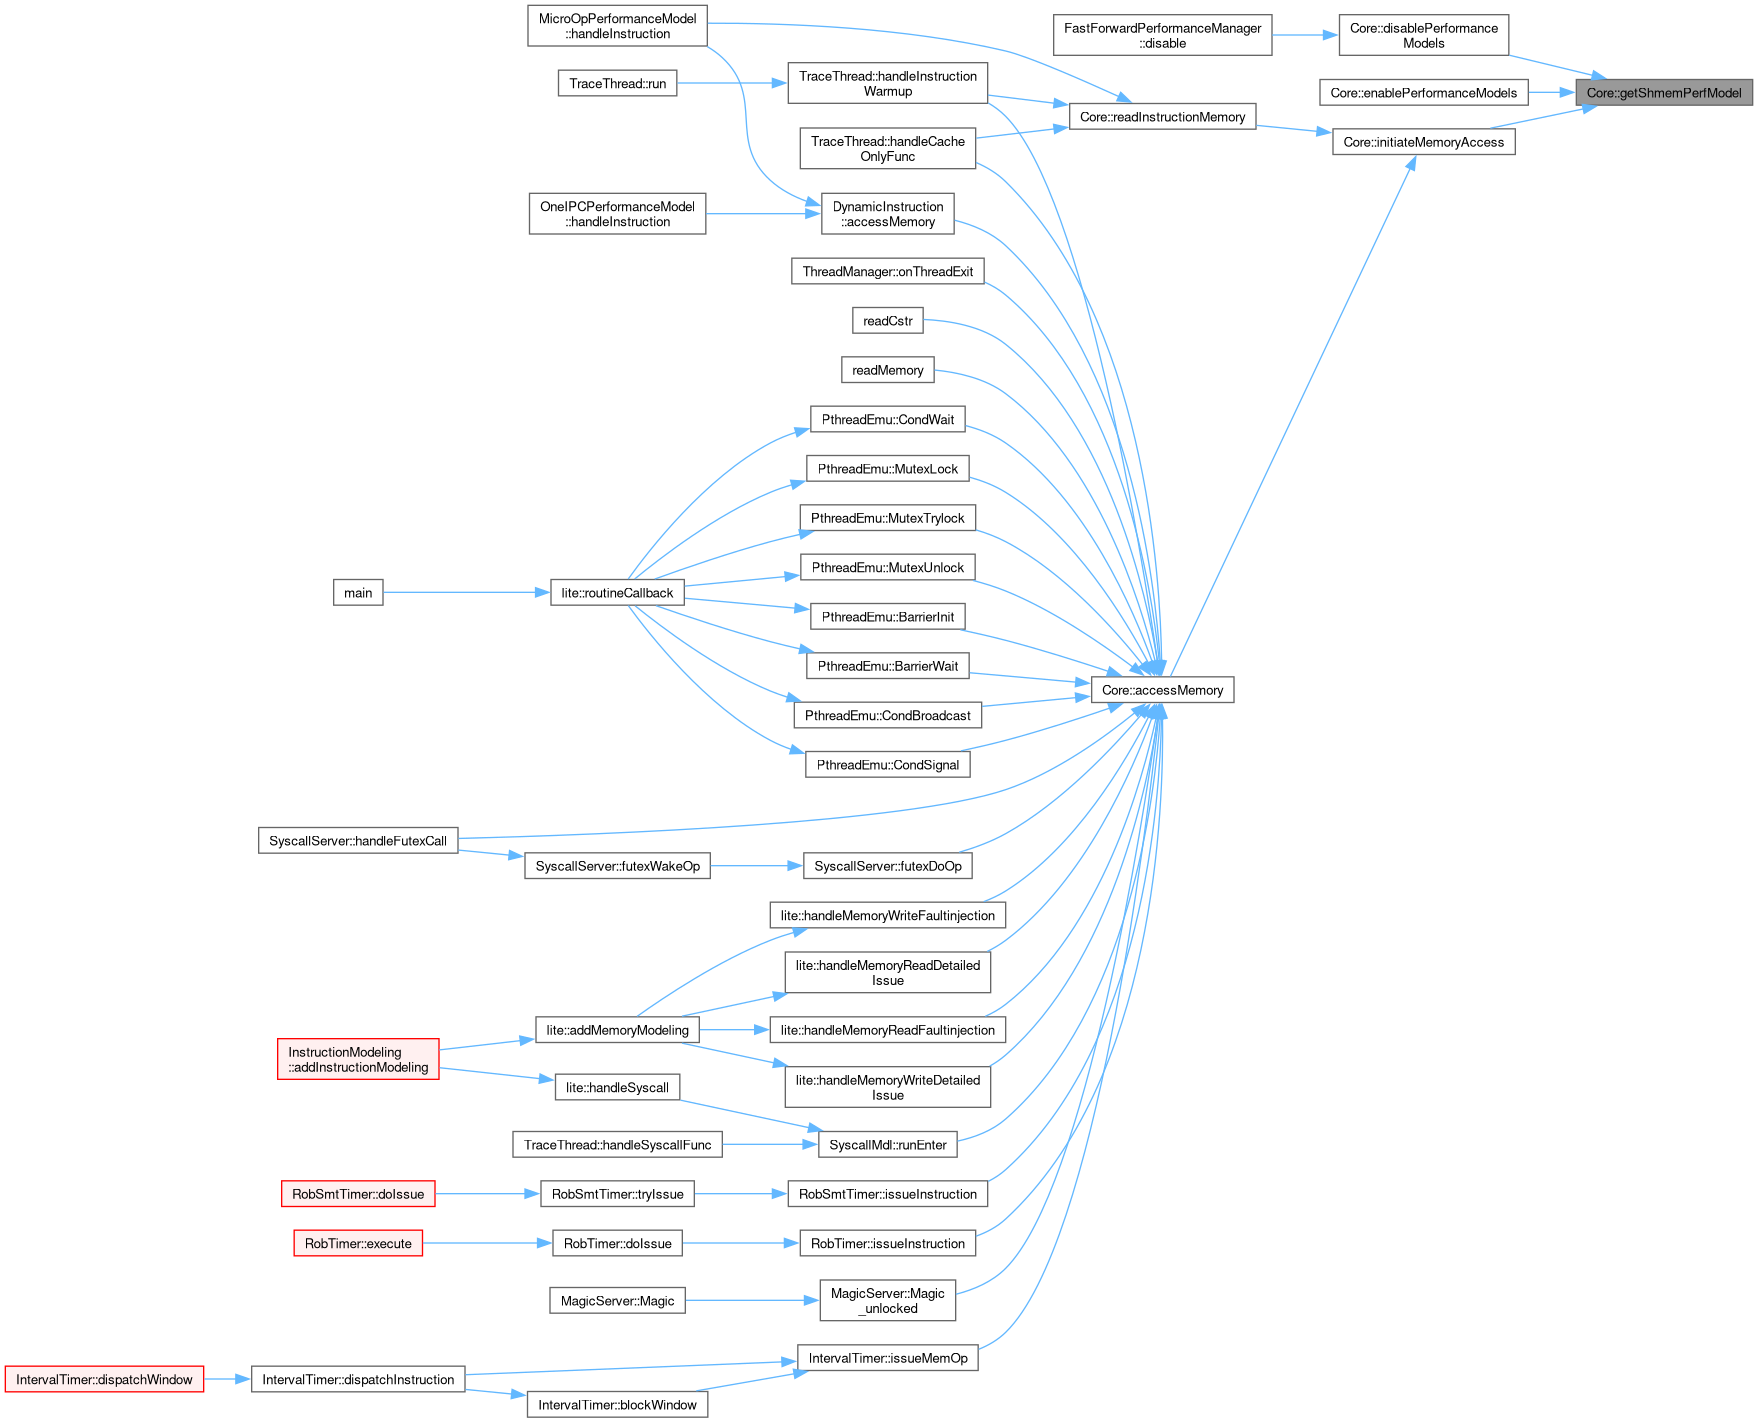 MicroOpPerformanceModel
::handleInstruction
FastForwardPerformanceManager
::disable
Core::disablePerformance
Models
TraceThread::run
TraceThread::handleInstruction
Warmup
Core::enablePerformanceModels
Core::getShmemPerfModel
Core::readInstructionMemory
TraceThread::handleCache
OnlyFunc
Core::initiateMemoryAccess
OneIPCPerformanceModel
::handleInstruction
DynamicInstruction
::accessMemory
ThreadManager::onThreadExit
readCstr
readMemory
PthreadEmu::CondWait
PthreadEmu::MutexLock
PthreadEmu::MutexTrylock
PthreadEmu::MutexUnlock
main
lite::routineCallback
PthreadEmu::BarrierInit
PthreadEmu::BarrierWait
Core::accessMemory
PthreadEmu::CondBroadcast
PthreadEmu::CondSignal
SyscallServer::handleFutexCall
SyscallServer::futexWakeOp
SyscallServer::futexDoOp
lite::handleMemoryWriteFaultinjection
lite::handleMemoryReadDetailed
Issue
lite::addMemoryModeling
lite::handleMemoryReadFaultinjection
InstructionModeling
::addInstructionModeling
lite::handleSyscall
lite::handleMemoryWriteDetailed
Issue
TraceThread::handleSyscallFunc
SyscallMdl::runEnter
RobSmtTimer::doIssue
RobSmtTimer::tryIssue
RobSmtTimer::issueInstruction
RobTimer::execute
RobTimer::doIssue
RobTimer::issueInstruction
MagicServer::Magic
MagicServer::Magic
_unlocked
IntervalTimer::issueMemOp
IntervalTimer::dispatchWindow
IntervalTimer::dispatchInstruction
IntervalTimer::blockWindow